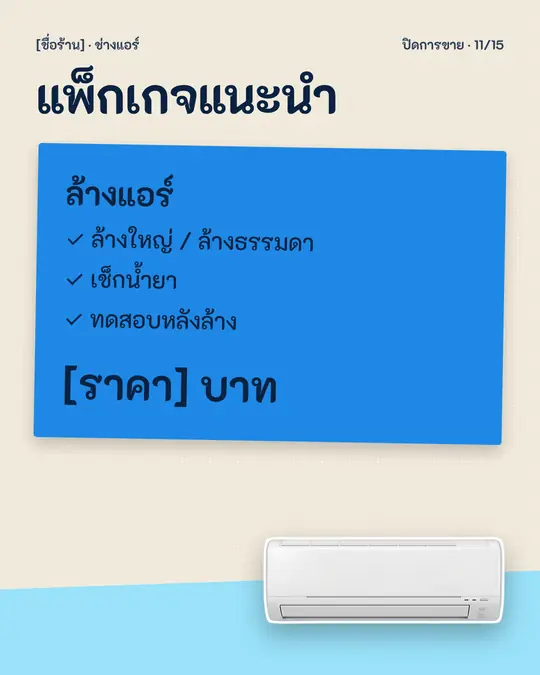 [ชื่อร้าน] · ช่างแอร์
ปิดการขาย · 11/15
แพ็กเกจแนะนำ
ล้างแอร์
✓ ล้างใหญ่ / ล้างธรรมดา
✓ เช็กน้ำยา
✓ ทดสอบหลังล้าง
[ราคา] บาท